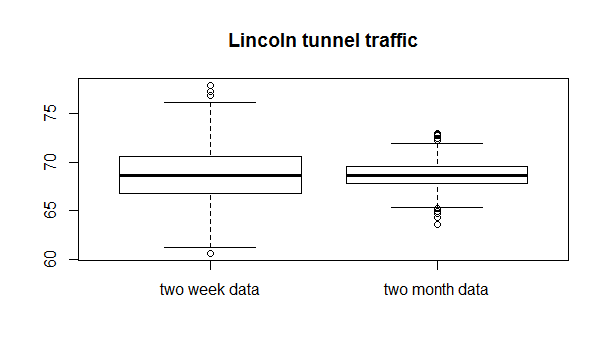 Lincoln tunnel traffic
75
70
65
60
two week data two month data